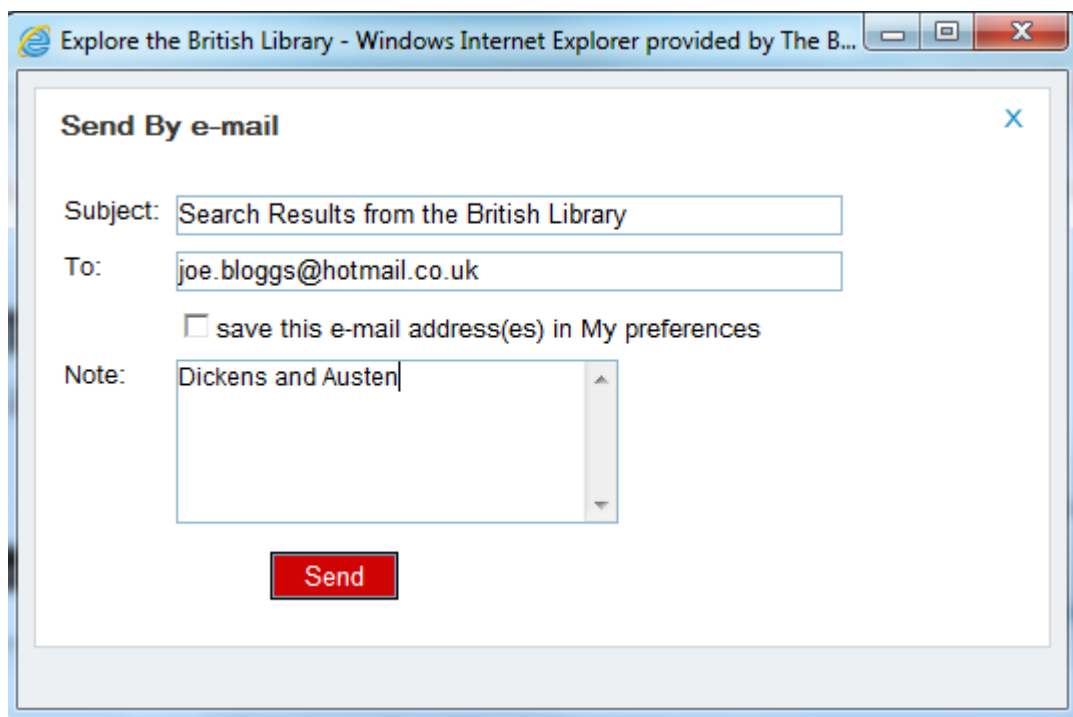 Explore the British Library - Windows Internet Explorer provided by The B...
Send By e-mail
X
Subject: Search Results from the British Library
To: joe.bloggs@hotmail.co.uk
save this e-mail address(es) in My preferences
Note: Dickens and Austen
Send